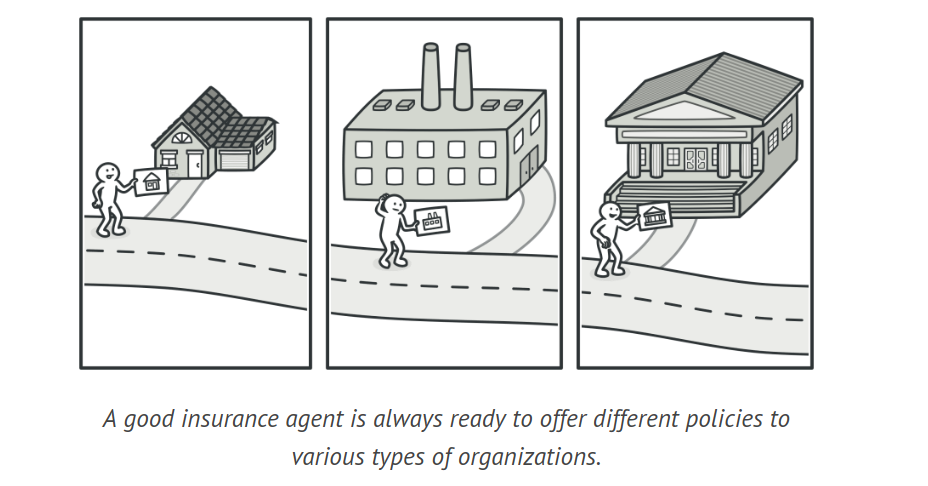 A good insurance agent is always ready to offer different policies to
various types of organizations.